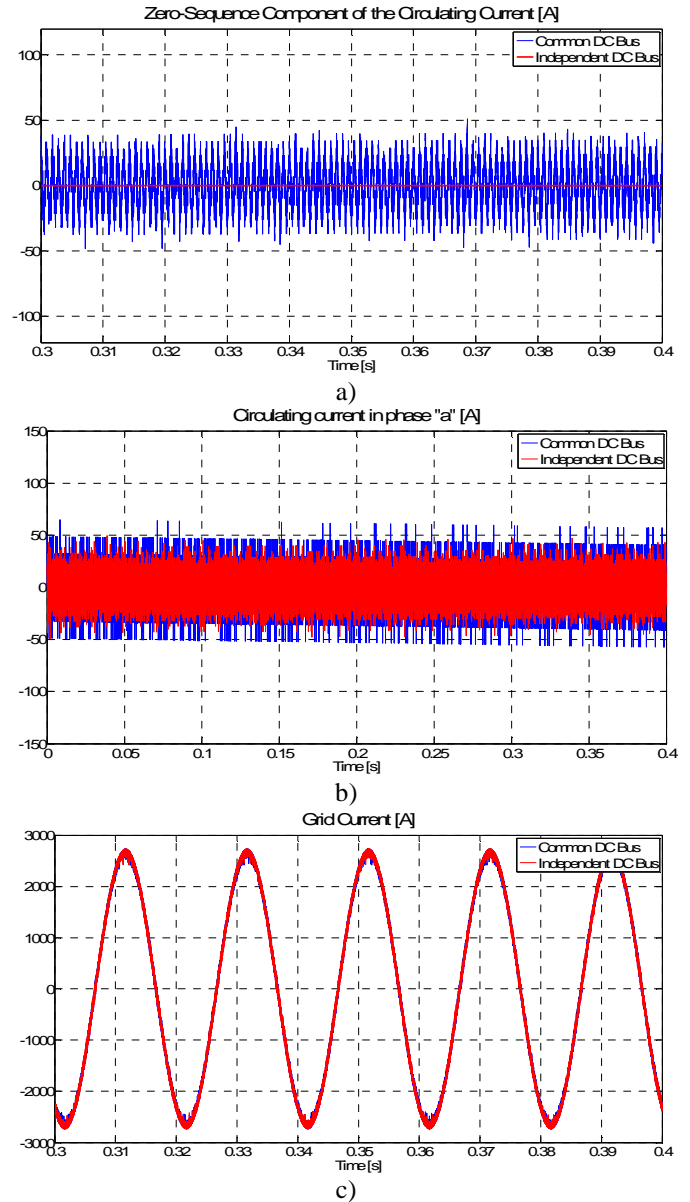 Zero-Sequence Component of the Circulating Current [A]
Common DC Bus
Independent DC Bus
100
50
0
-50
-100
0.3 0.31 0.32 0.33 0.34 0.35 0.36 0.37 0.38 0.39 0.4
Time [s]
a)
Circulating current in phase "a" [A]
Common DC Bus
Independent DC Bus
150
100
50
0
-50
-100
-150
0 0.05 0.1 0.15 0.2 0.25 0.3 0.35 0.4
Time [s]
b)
Grid Current [A]
Common DC Bus
Independent DC Bus
3000
2000
1000
0
-1000
-2000
-3000
0.3 0.31 0.32 0.33 0.34 0.35 0.36 0.37 0.38 0.39 0.4
Time [s]
c)